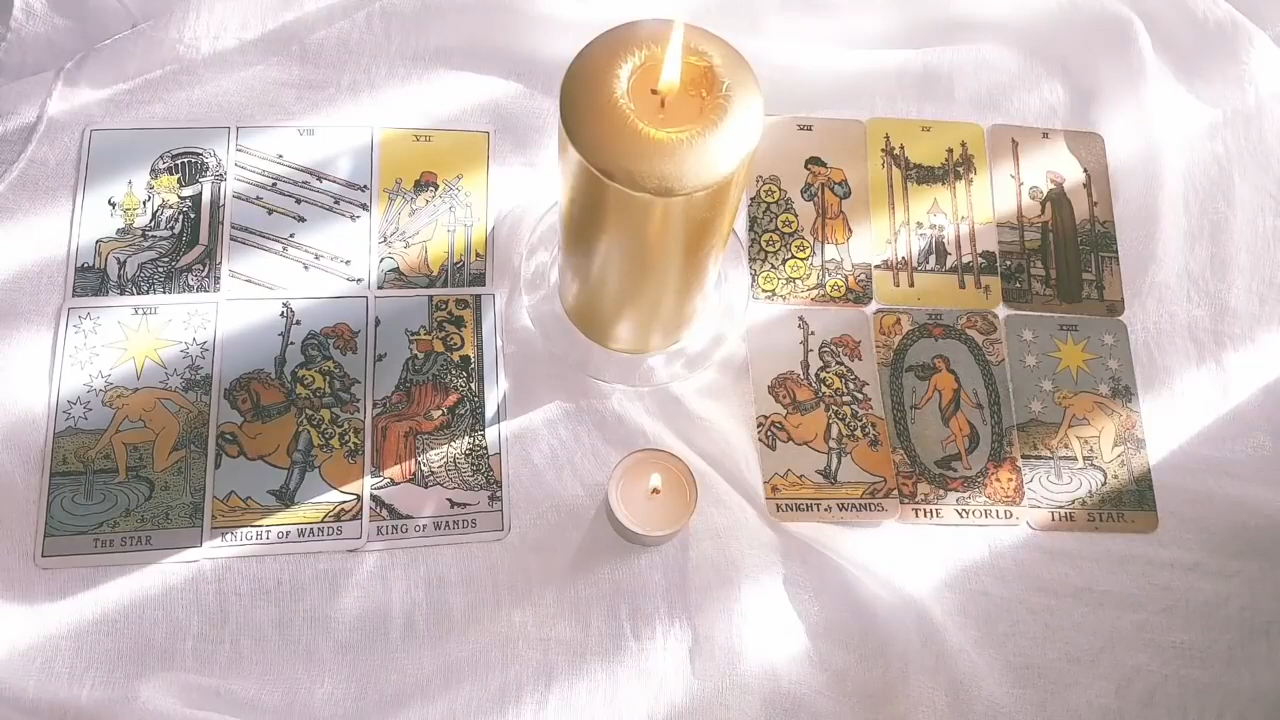 VIII
VII
XVII
THE STAR
KNIGHT OF WANDS
KING OF WANDS
VII
IV
II
XXI
XVII
KNIGHT of WANDS.
THE WORLD.
THE STAR.